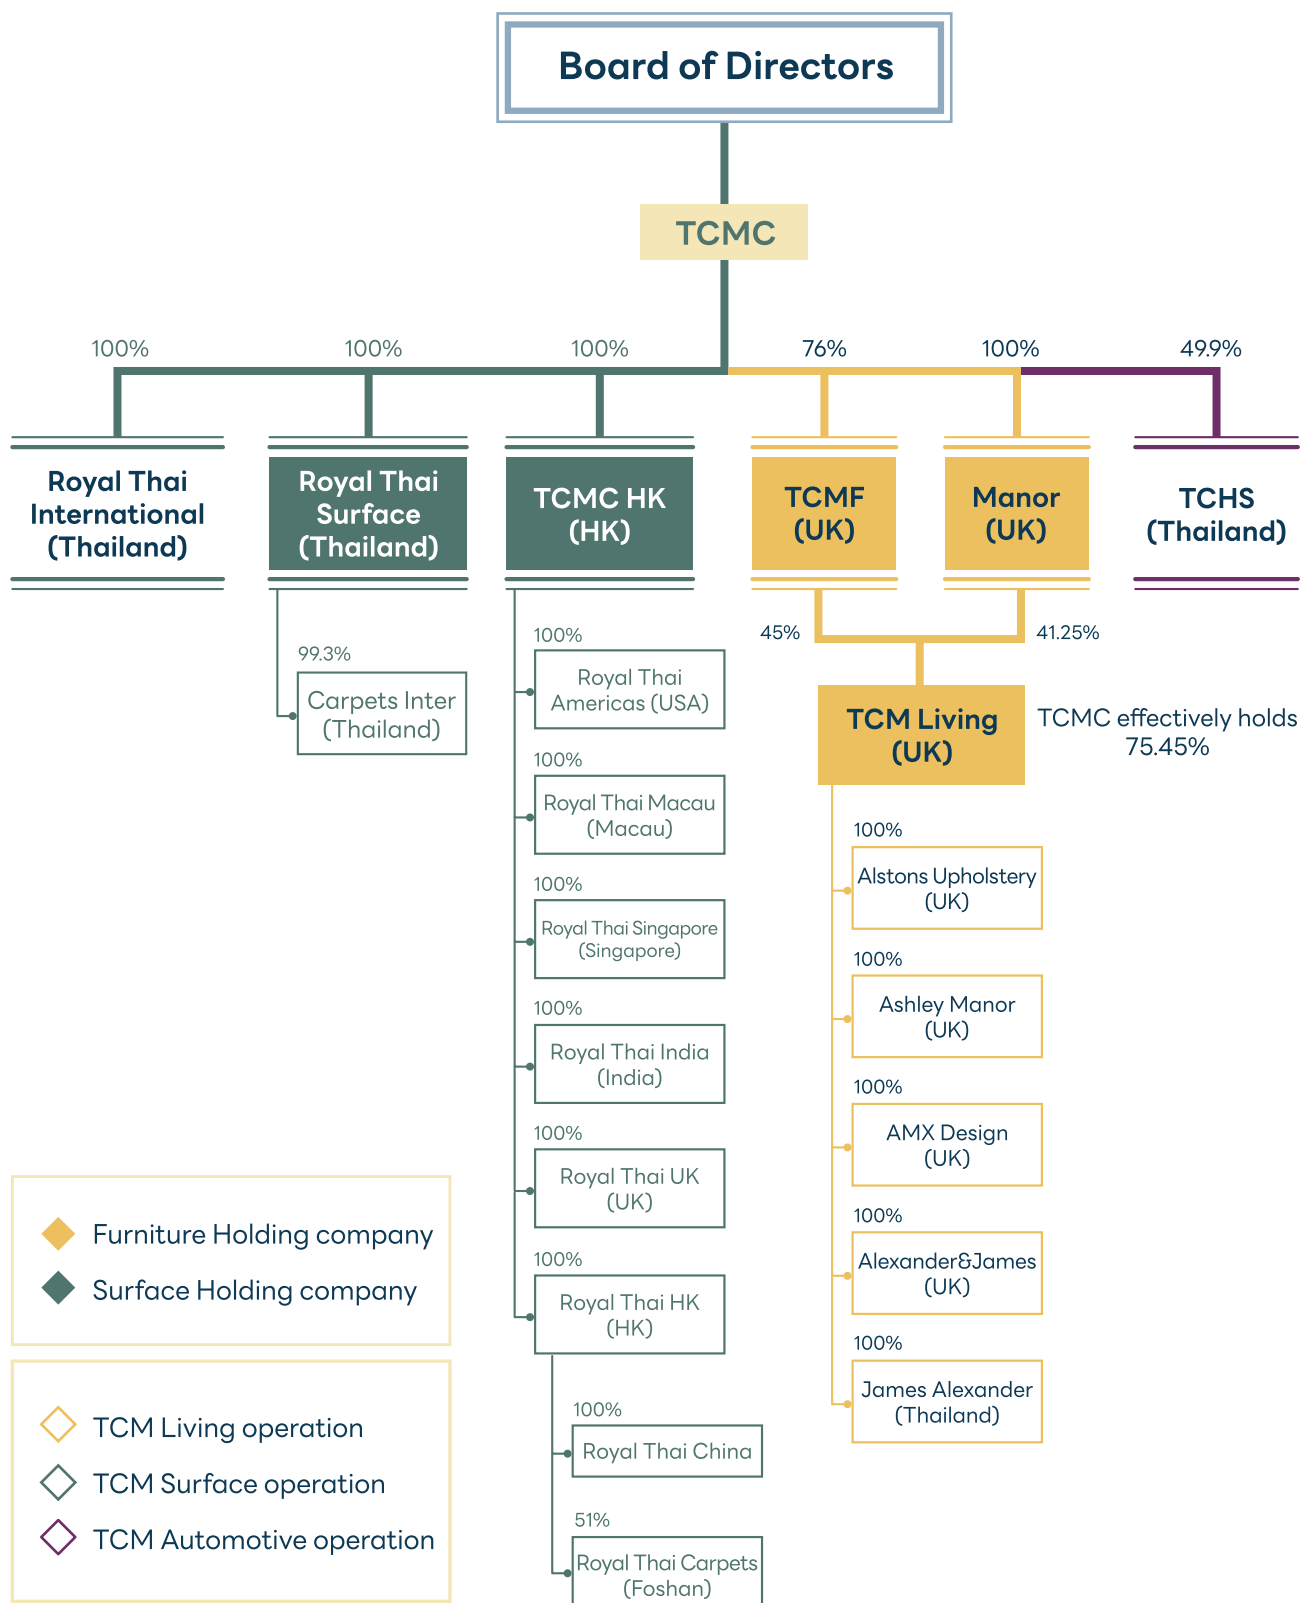 Board of Directors
TCMC
100%
100%
100%
76%
100%
49.9%
Royal Thai
International
(Thailand)
Royal Thai
Surface
(Thailand)
TCMC HK
(HK)
TCMF
(UK)
Manor
(UK)
TCHS
(Thailand)
99.3%
Carpets Inter
(Thailand)
100%
Royal Thai
Americas (USA)
100%
Royal Thai Macau
(Macau)
100%
Royal Thai Singapore
(Singapore)
100%
Royal Thai India
(India)
100%
Royal Thai UK
(UK)
100%
Royal Thai HK
(HK)
100%
Royal Thai China
51%
Royal Thai Carpets
(Foshan)
45%
41.25%
TCM Living
(UK)
TCMC effectively holds
75.45%
100%
Alstons Upholstery
(UK)
100%
Ashley Manor
(UK)
100%
AMX Design
(UK)
100%
Alexander&James
(UK)
100%
James Alexander
(Thailand)
Furniture Holding company
Surface Holding company
TCM Living operation
TCM Surface operation
TCM Automotive operation